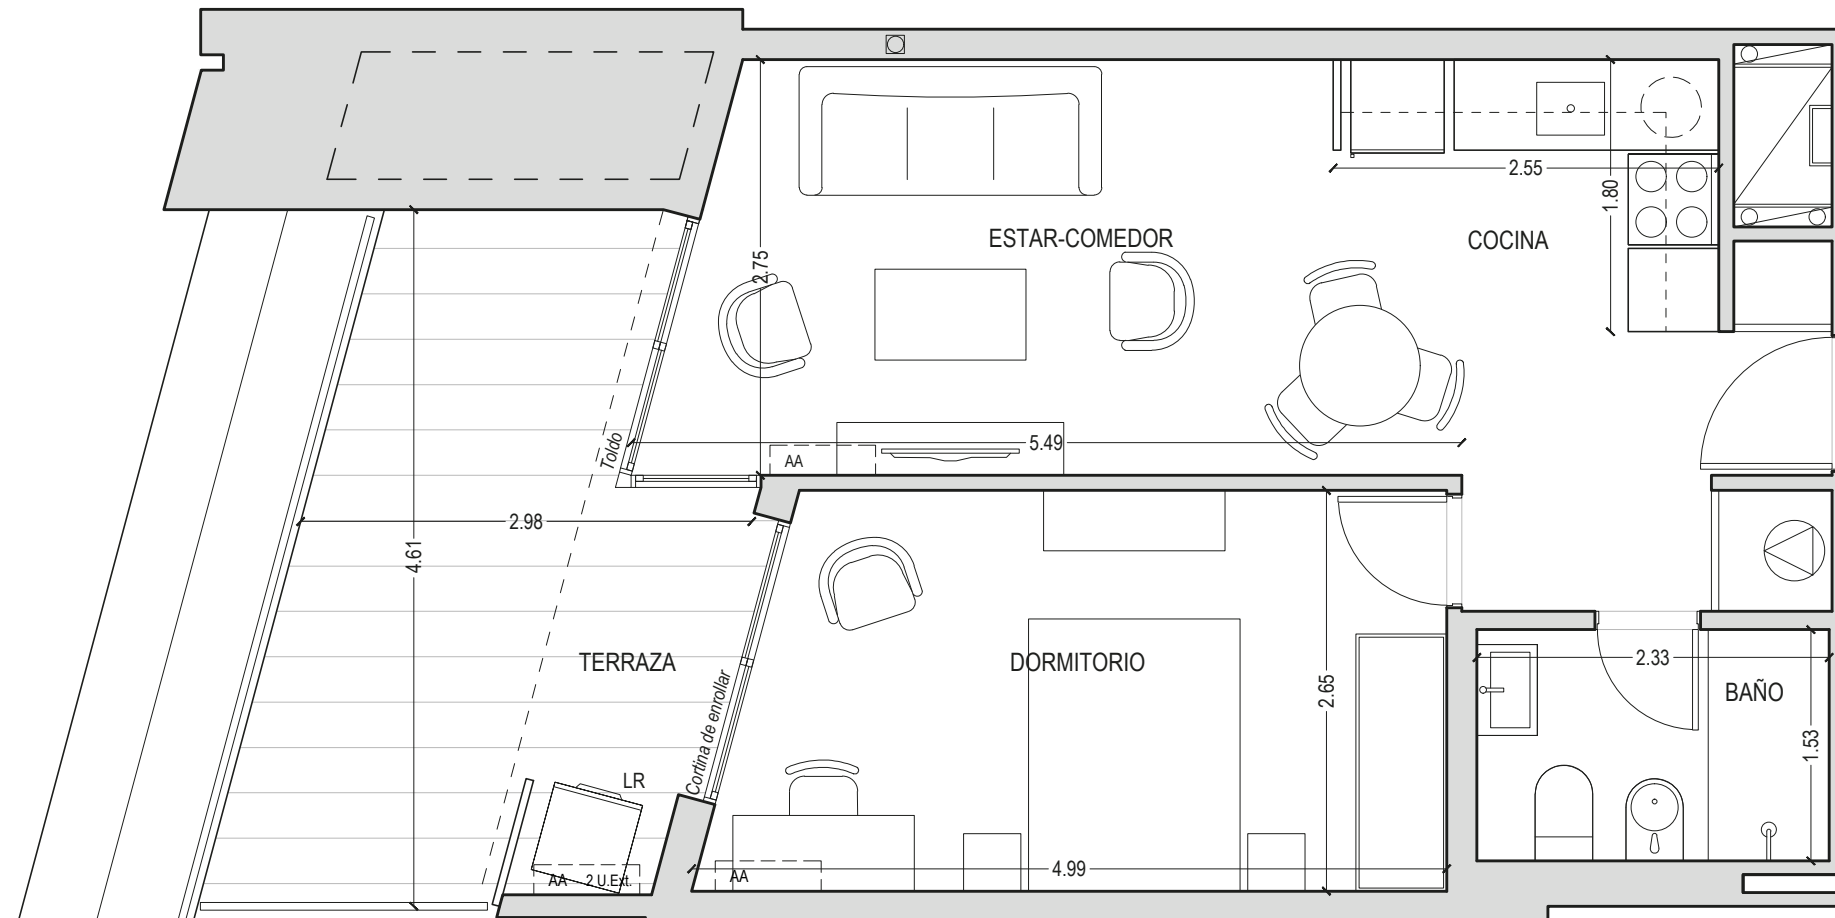 2.55
1.80
ESTAR-COMEDOR
COCINA
2.75
Toldo
5.49
AA
2.98
4.61
TERRAZA
DORMITORIO
2.33
2.65
BAÑO
Cortina de enrollar
1.53
LR
4.99
AA
AA 2 U.Ext.